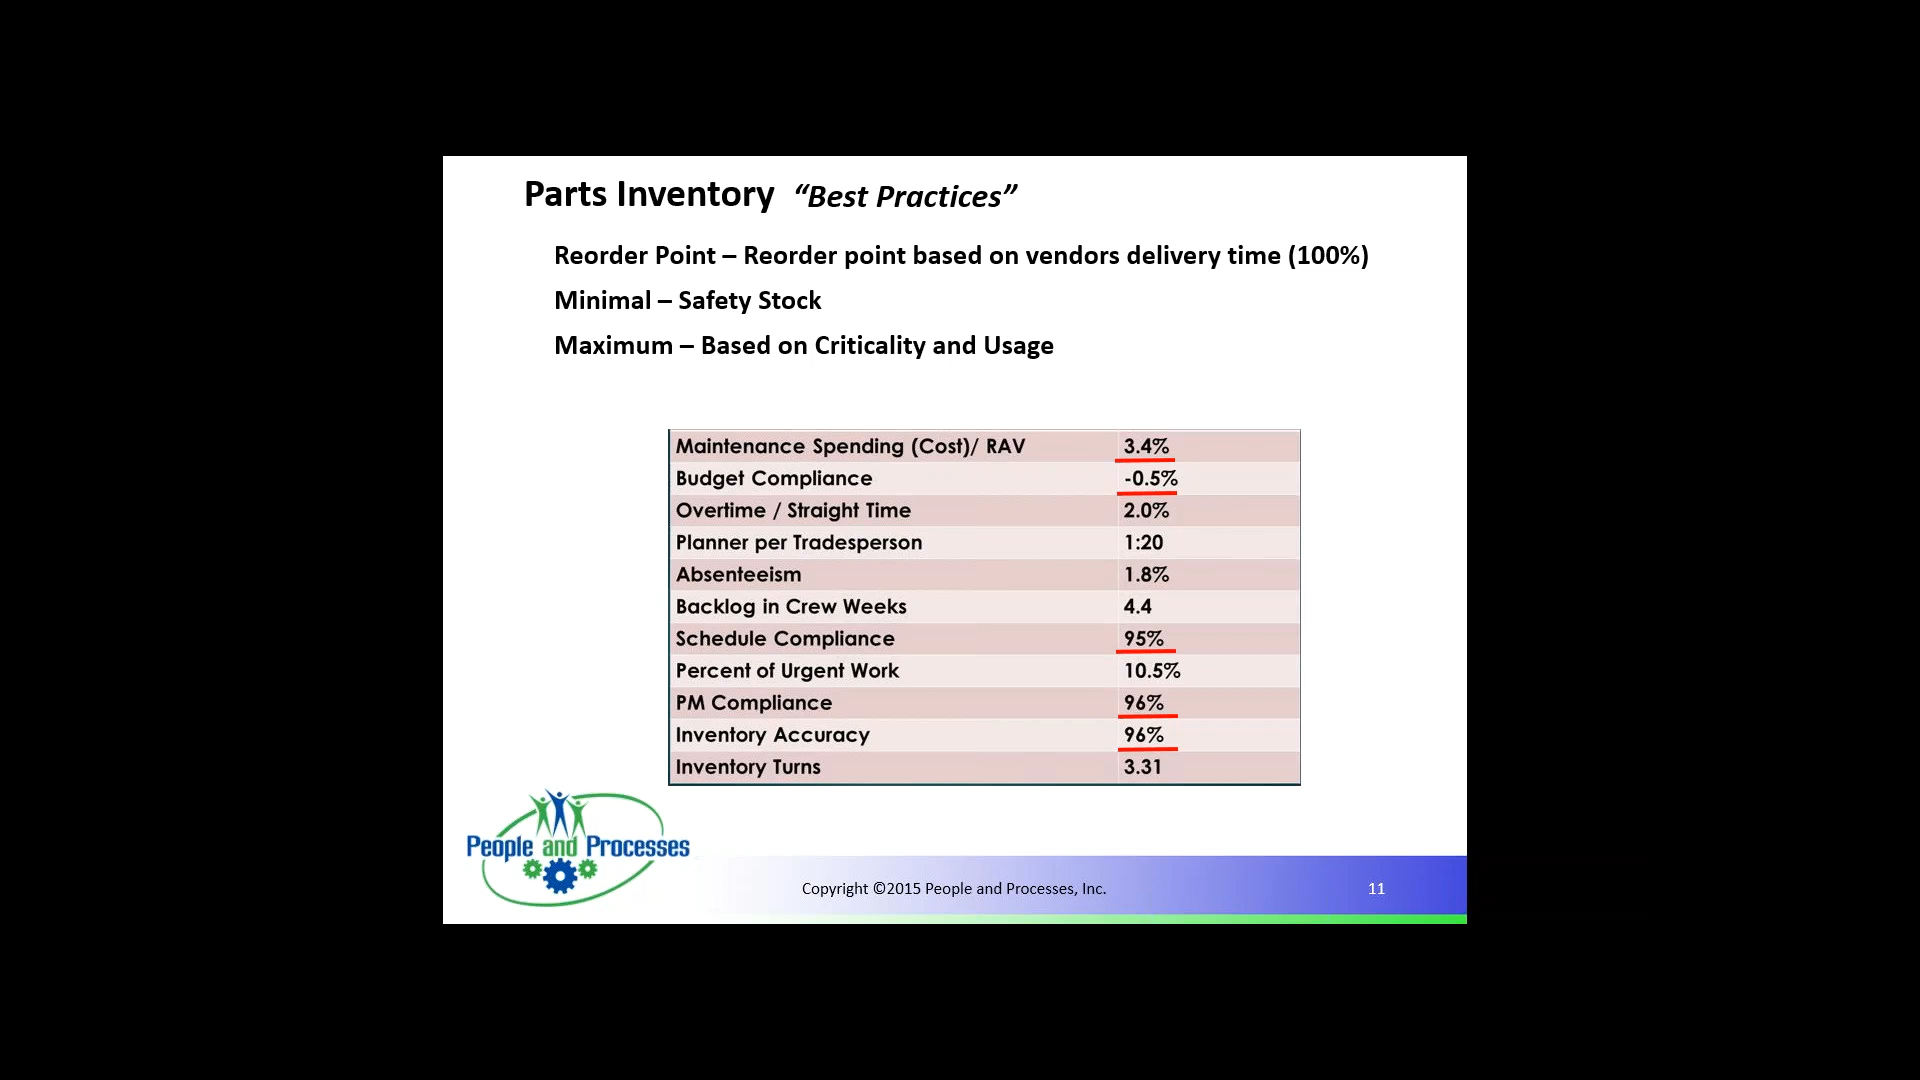 Parts Inventory “Best Practices”
Reorder Point – Reorder point based on vendors delivery time (100%)
Minimal – Safety Stock
Maximum – Based on Criticality and Usage
Maintenance Spending (Cost)/ RAV 3.4%
Budget Compliance -0.5%
Overtime / Straight Time 2.0%
Planner per Tradesperson 1:20
Absenteeism 1.8%
Backlog in Crew Weeks 4.4
Schedule Compliance 95%
Percent of Urgent Work 10.5%
PM Compliance 96%
Inventory Accuracy 96%
Inventory Turns 3.31
People and Processes
Copyright ©2015 People and Processes, Inc. 11